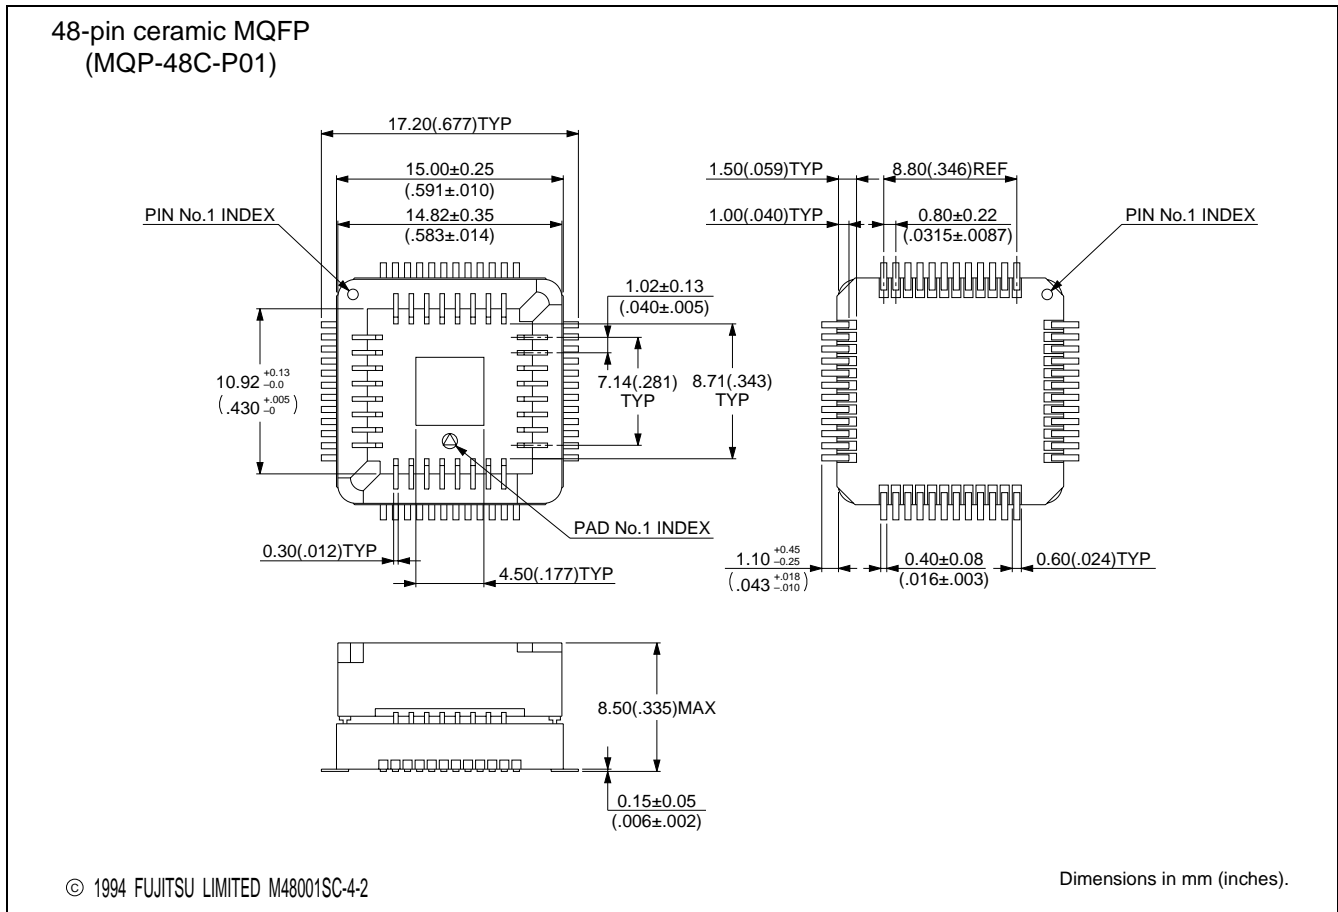 48-pin ceramic MQFP
(MQP-48C-P01)
17.20(.677)TYP
15.00±0.25
(.591±.010)
14.82±0.35
(.583±.014)
PIN No.1 INDEX
1.02±0.13
(.040±.005)
10.92 +0.13 –0.0
(.430 +.005 –0)
7.14(.281)
TYP
8.71(.343)
TYP
PAD No.1 INDEX
0.30(.012)TYP
4.50(.177)TYP
1.50(.059)TYP
8.80(.346)REF
1.00(.040)TYP
0.80±0.22
(.0315±.0087)
PIN No.1 INDEX
1.10 +0.45 –0.25
(.043 +.018 –.010)
0.40±0.08
(.016±.003)
0.60(.024)TYP
8.50(.335)MAX
0.15±0.05
(.006±.002)
© 1994 FUJITSU LIMITED M48001SC-4-2
Dimensions in mm (inches).